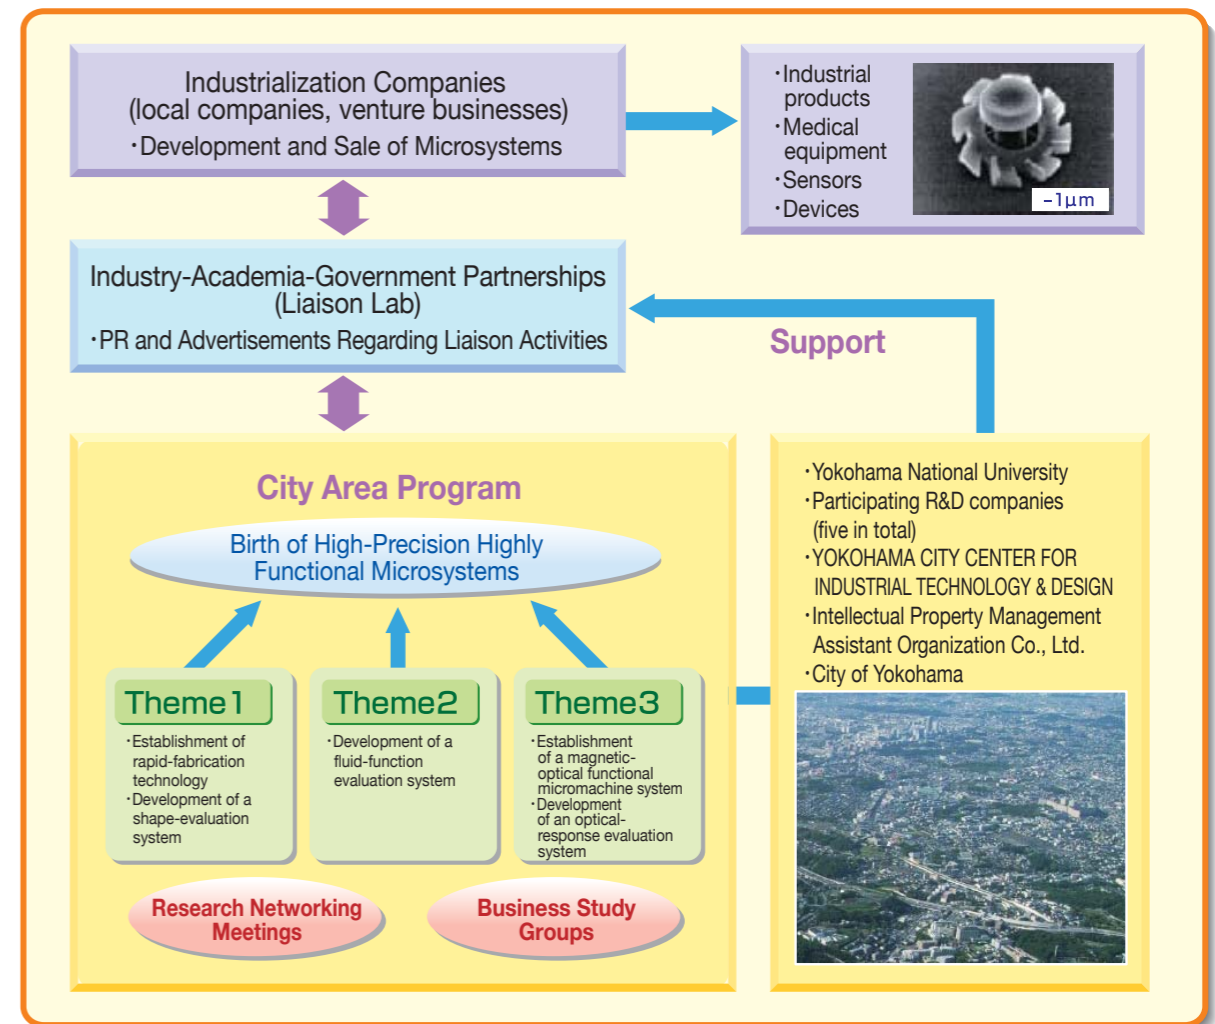 Industrialization Companies
(local companies, venture businesses)
・Development and Sale of Microsystems
・Industrial
products
・Medical
equipment
・Sensors
・Devices
−1μm
Industry-Academia-Government Partnerships
(Liaison Lab)
・PR and Advertisements Regarding Liaison Activities
Support
City Area Program
Birth of High-Precision Highly
Functional Microsystems
Theme1
・Establishment of
rapid-fabrication
technology
・Development of a
shape-evaluation
system
Theme2
・Development of a
fluid-function
evaluation system
Theme3
・Establishment
of a magnetic-
optical functional
micromachine system
・Development
of an optical-
response evaluation
system
Research Networking
Meetings
Business Study
Groups
・Yokohama National University
・Participating R&D companies
(five in total)
・YOKOHAMA CITY CENTER FOR
INDUSTRIAL TECHNOLOGY & DESIGN
・Intellectual Property Management
Assistant Organization Co., Ltd.
・City of Yokohama